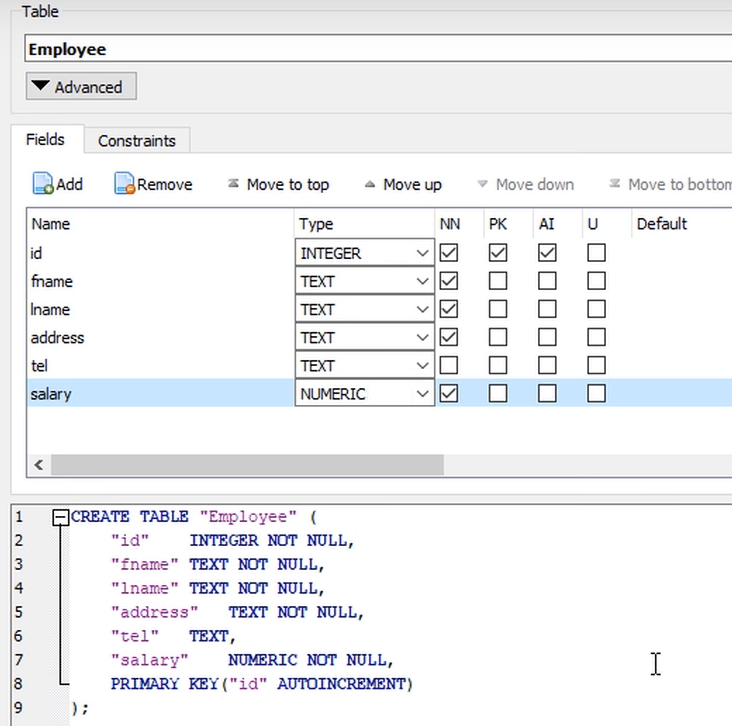 Table
Employee
Advanced
Fields Constraints
Add Remove Move to top Move up Move down Move to bottom
Name Type NN PK AI U Default
id INTEGER
fname TEXT
lname TEXT
address TEXT
tel TEXT
salary NUMERIC
1 CREATE TABLE "Employee" (
2 "id" INTEGER NOT NULL,
3 "fname" TEXT NOT NULL,
4 "lname" TEXT NOT NULL,
5 "address" TEXT NOT NULL,
6 "tel" TEXT,
7 "salary" NUMERIC NOT NULL,
8 PRIMARY KEY("id" AUTOINCREMENT)
9 );